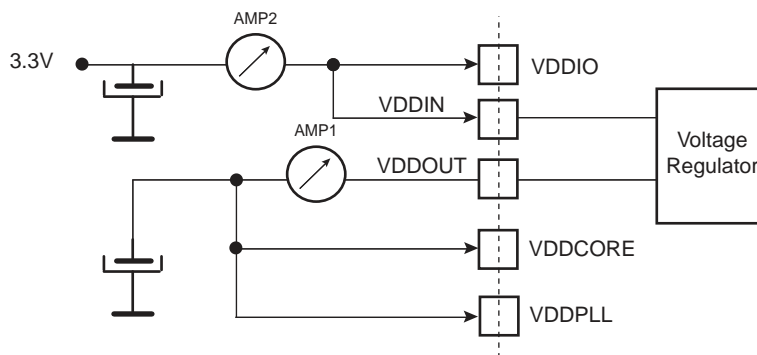 AMP2
3.3V
VDDIO
VDDIN
AMP1
VDDOUT
Voltage
Regulator
VDDCORE
VDDPLL